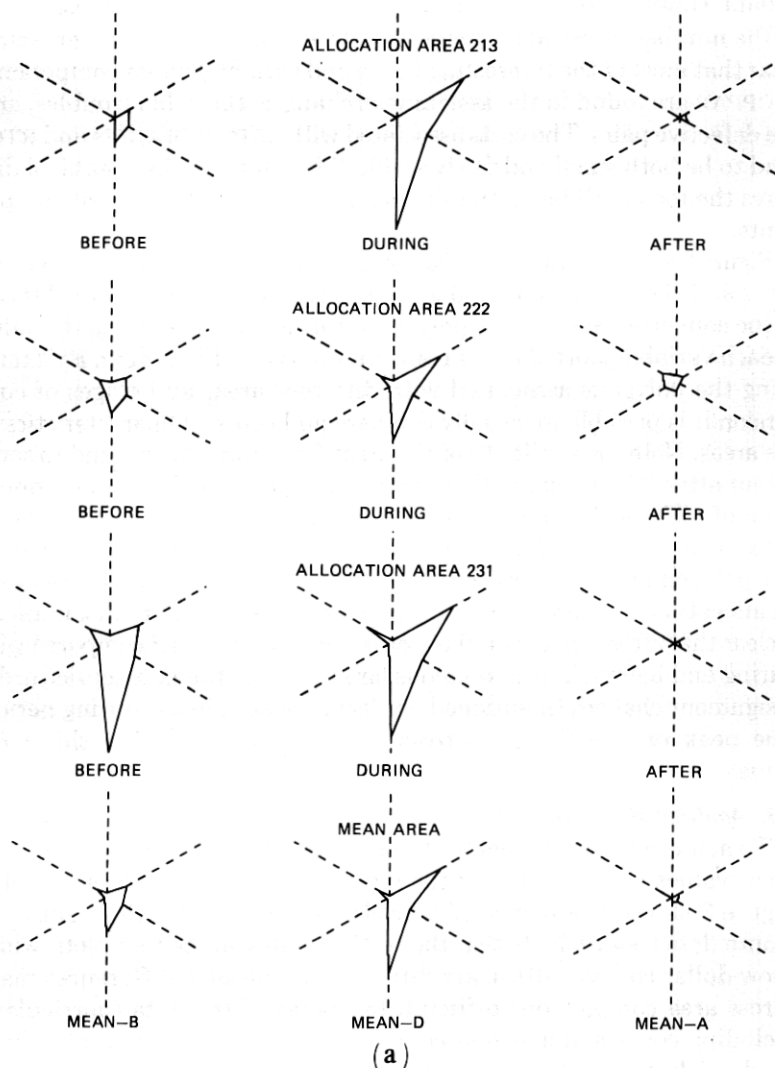 ALLOCATION AREA 213
BEFORE DURING AFTER
ALLOCATION AREA 222
BEFORE DURING AFTER
ALLOCATION AREA 231
BEFORE DURING AFTER
MEAN AREA
MEAN–B MEAN–D MEAN–A
(a)